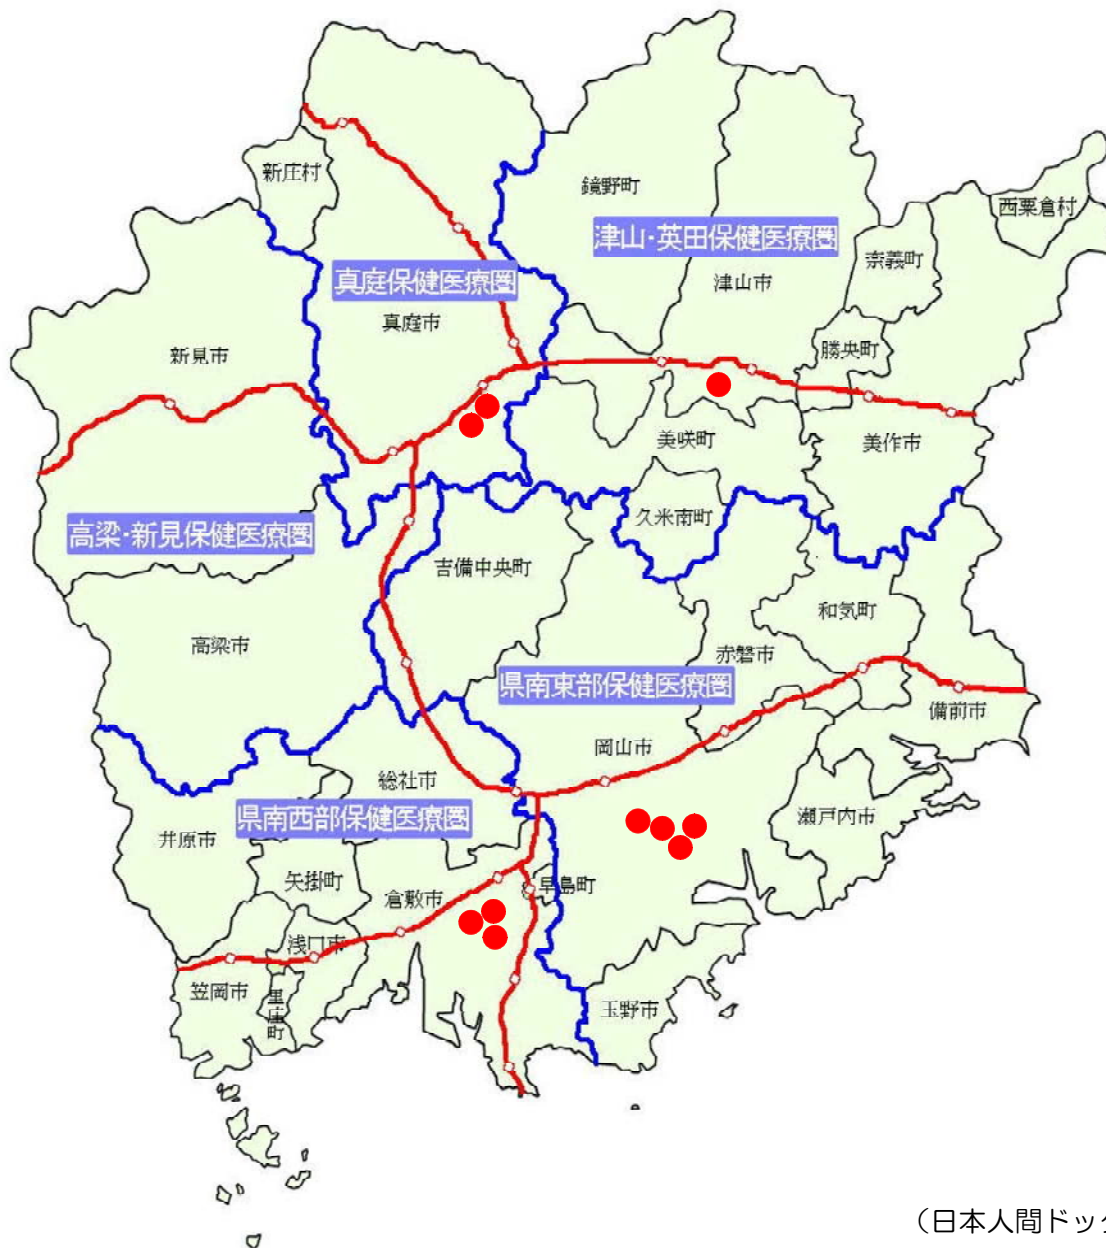 新庄村
鏡野町
西粟倉村
津山・英田保健医療圏
奈義町
真庭保健医療圏
津山市
真庭市
新見市
勝央町
美咲町
美作市
高梁・新見保健医療圏
久米南町
吉備中央町
和気町
高梁市
赤磐市
県南東部保健医療圏
備前市
岡山市
総社市
県南西部保健医療圏
瀬戸内市
井原市
矢掛町
早島町
倉敷市
浅口市
笠岡市
里庄町
玉野市
（日本人間ドック